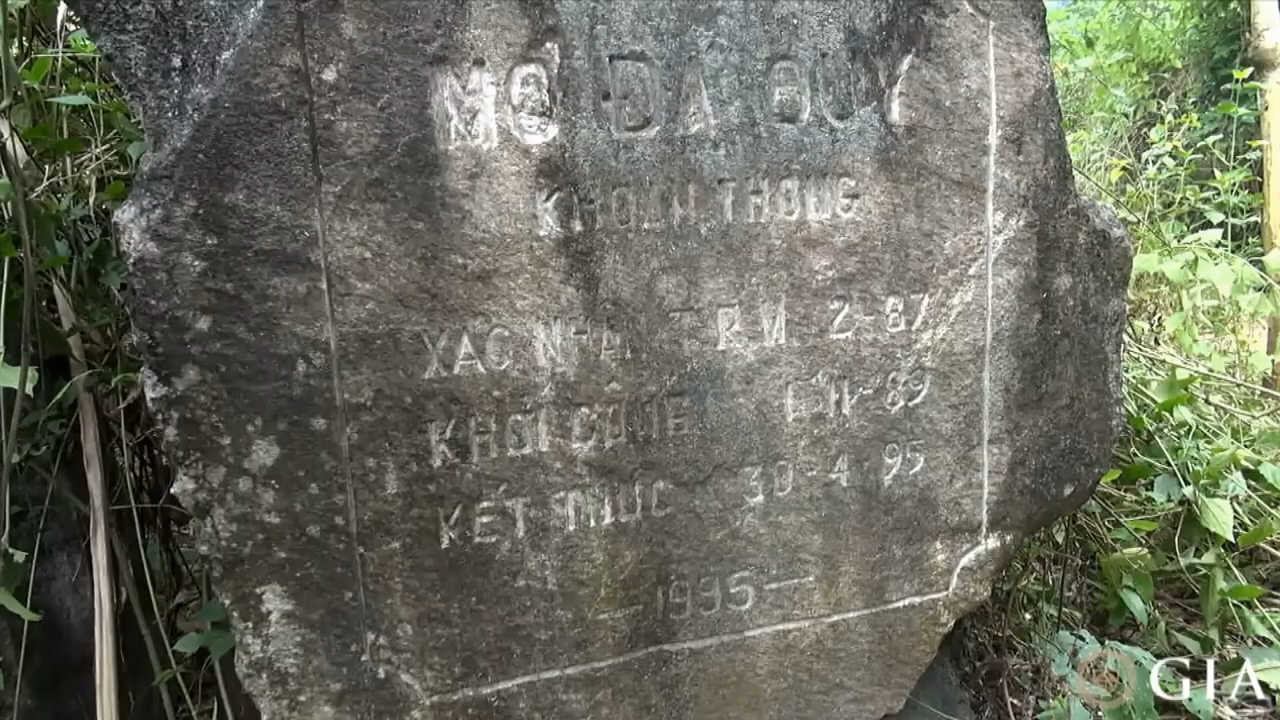 MỎ ĐÁ QUÝ
KHOAN THỐNG
XÁC NHẬN T.R.M 2-87
KHỞI CÔNG 1-11-89
KẾT THÚC 30-4 95
—1995—
GIA